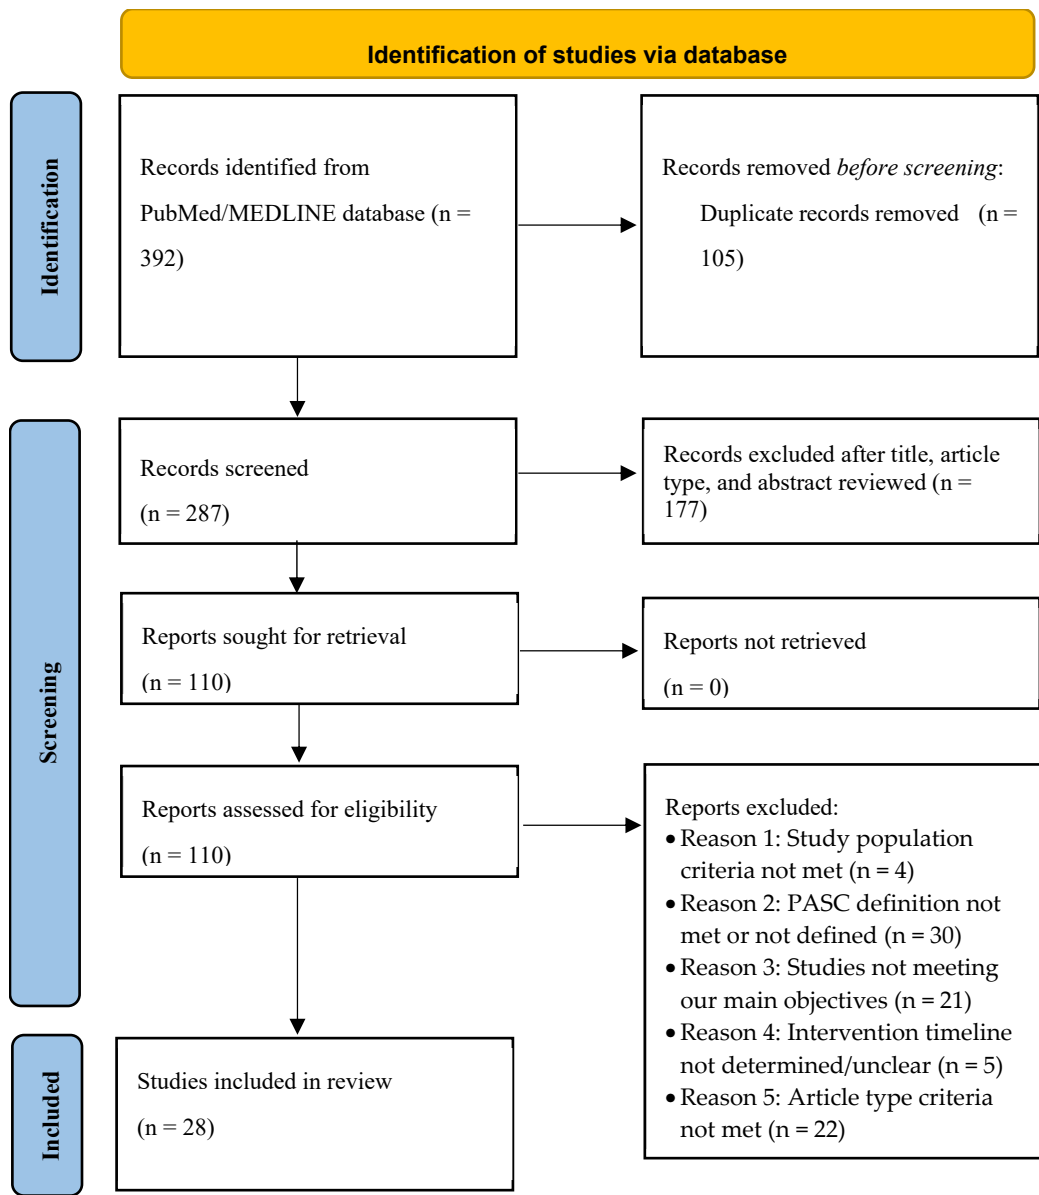 Identification of studies via database
Identification
Records identified from
PubMed/MEDLINE database (n =
392)
Records removed before screening:
Duplicate records removed (n =
105)
Screening
Records screened
(n = 287)
Records excluded after title, article
type, and abstract reviewed (n =
177)
Reports sought for retrieval
(n = 110)
Reports not retrieved
(n = 0)
Reports assessed for eligibility
(n = 110)
Reports excluded:
• Reason 1: Study population
criteria not met (n = 4)
• Reason 2: PASC definition not
met or not defined (n = 30)
• Reason 3: Studies not meeting
our main objectives (n = 21)
• Reason 4: Intervention timeline
not determined/unclear (n = 5)
• Reason 5: Article type criteria
not met (n = 22)
Included
Studies included in review
(n = 28)